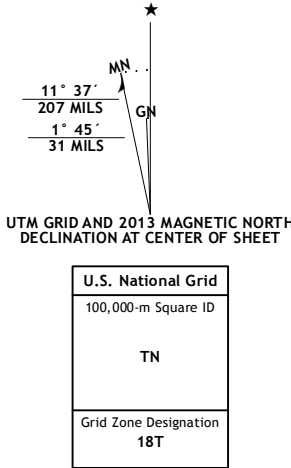 ★
MN
11° 37´
207 MILS
GN
1° 45´
31 MILS
UTM GRID AND 2013 MAGNETIC NORTH
DECLINATION AT CENTER OF SHEET
U.S. National Grid
100,000-m Square ID
TN
Grid Zone Designation
18T